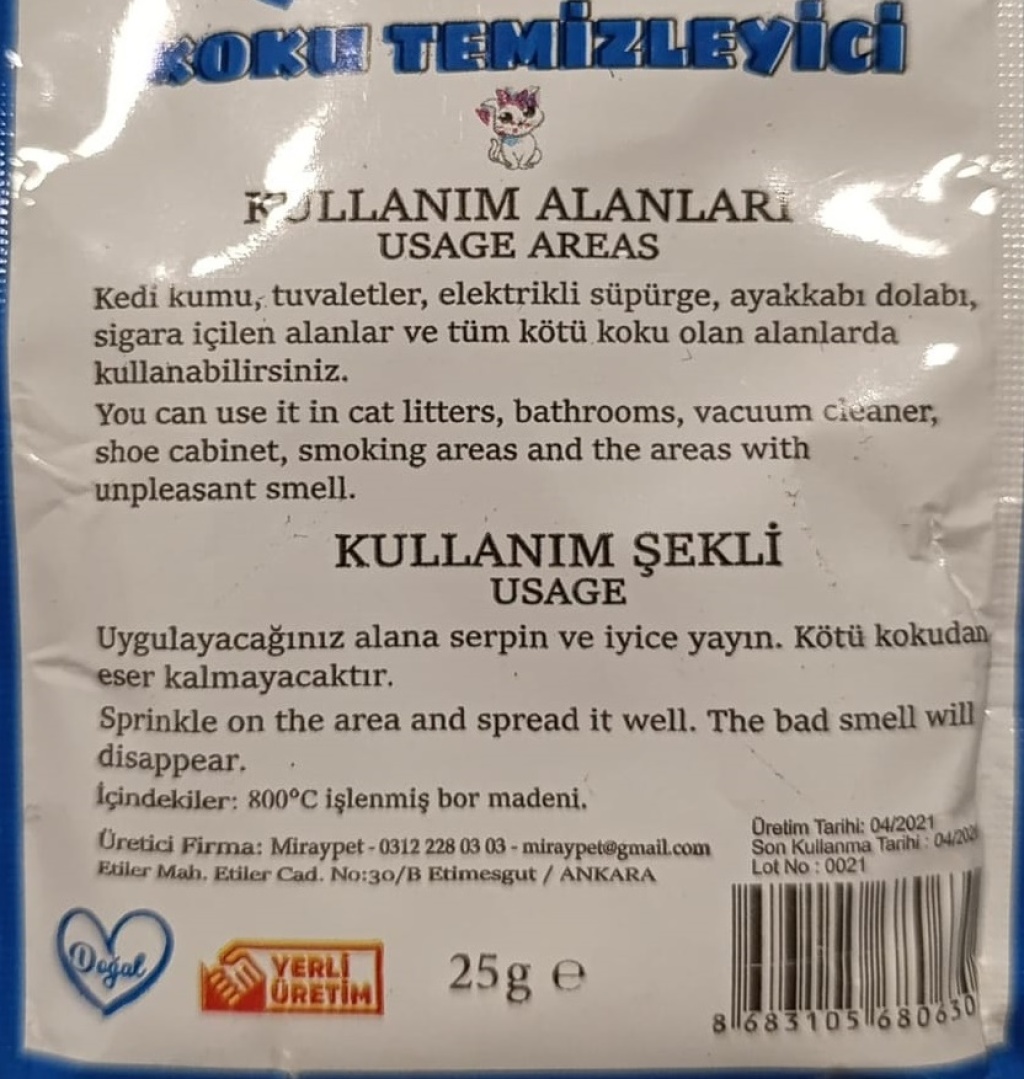 KOKU TEMİZLEYİCİ
KULLANIM ALANLARI
USAGE AREAS
Kedi kumu, tuvaletler, elektrikli süpürge, ayakkabı dolabı,
sigara içilen alanlar ve tüm kötü koku olan alanlarda
kullanabilirsiniz.
You can use it in cat litters, bathrooms, vacuum cleaner,
shoe cabinet, smoking areas and the areas with
unpleasant smell.
KULLANIM ŞEKLİ
USAGE
Uygulayacağınız alana serpin ve iyice yayın. Kötü kokudan
eser kalmayacaktır.
Sprinkle on the area and spread it well. The bad smell will
disappear.
İçindekiler: 800°C işlenmiş bor madeni.
Üretici Firma: Miraypet - 0312 228 03 03 - miraypet@gmail.com
Etiler Mah. Etiler Cad. No:30/B Etimesgut / ANKARA
Üretim Tarihi: 04/2021
Son Kullanma Tarihi :
Lot No : 0021
Doğal
YERLİ
ÜRETİM
25g e
8 683105 680630